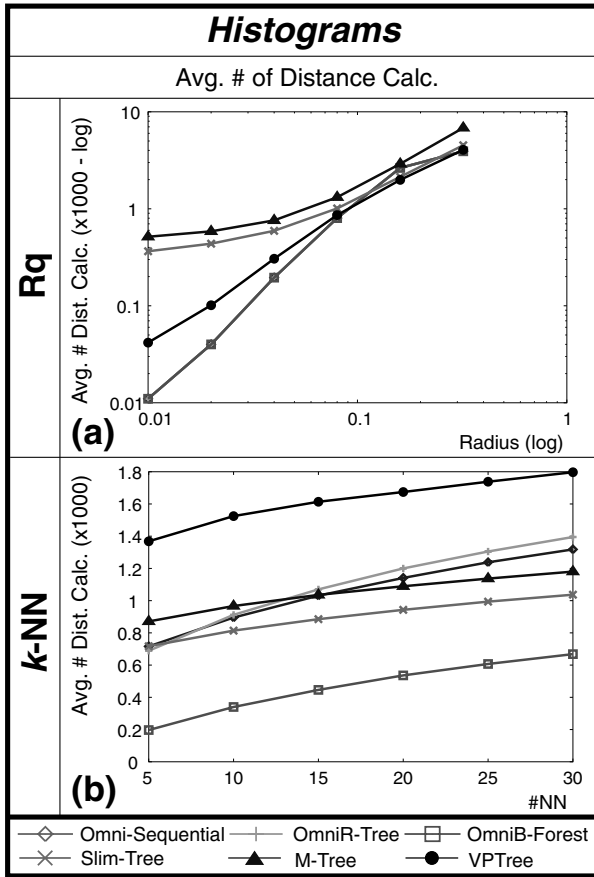 Histograms
Avg. # of Distance Calc.
Rq
Avg. # Dist. Calc. (x1000 - log)
10
1
0.1
0.01
0.01
0.1
1
Radius (log)
(a)
k-NN
Avg. # Dist. Calc. (x1000)
1.8
1.6
1.4
1.2
1
0.8
0.6
0.4
0.2
0
5
10
15
20
25
30
#NN
(b)
Omni-Sequential
OmniR-Tree
OmniB-Forest
Slim-Tree
M-Tree
VPTree